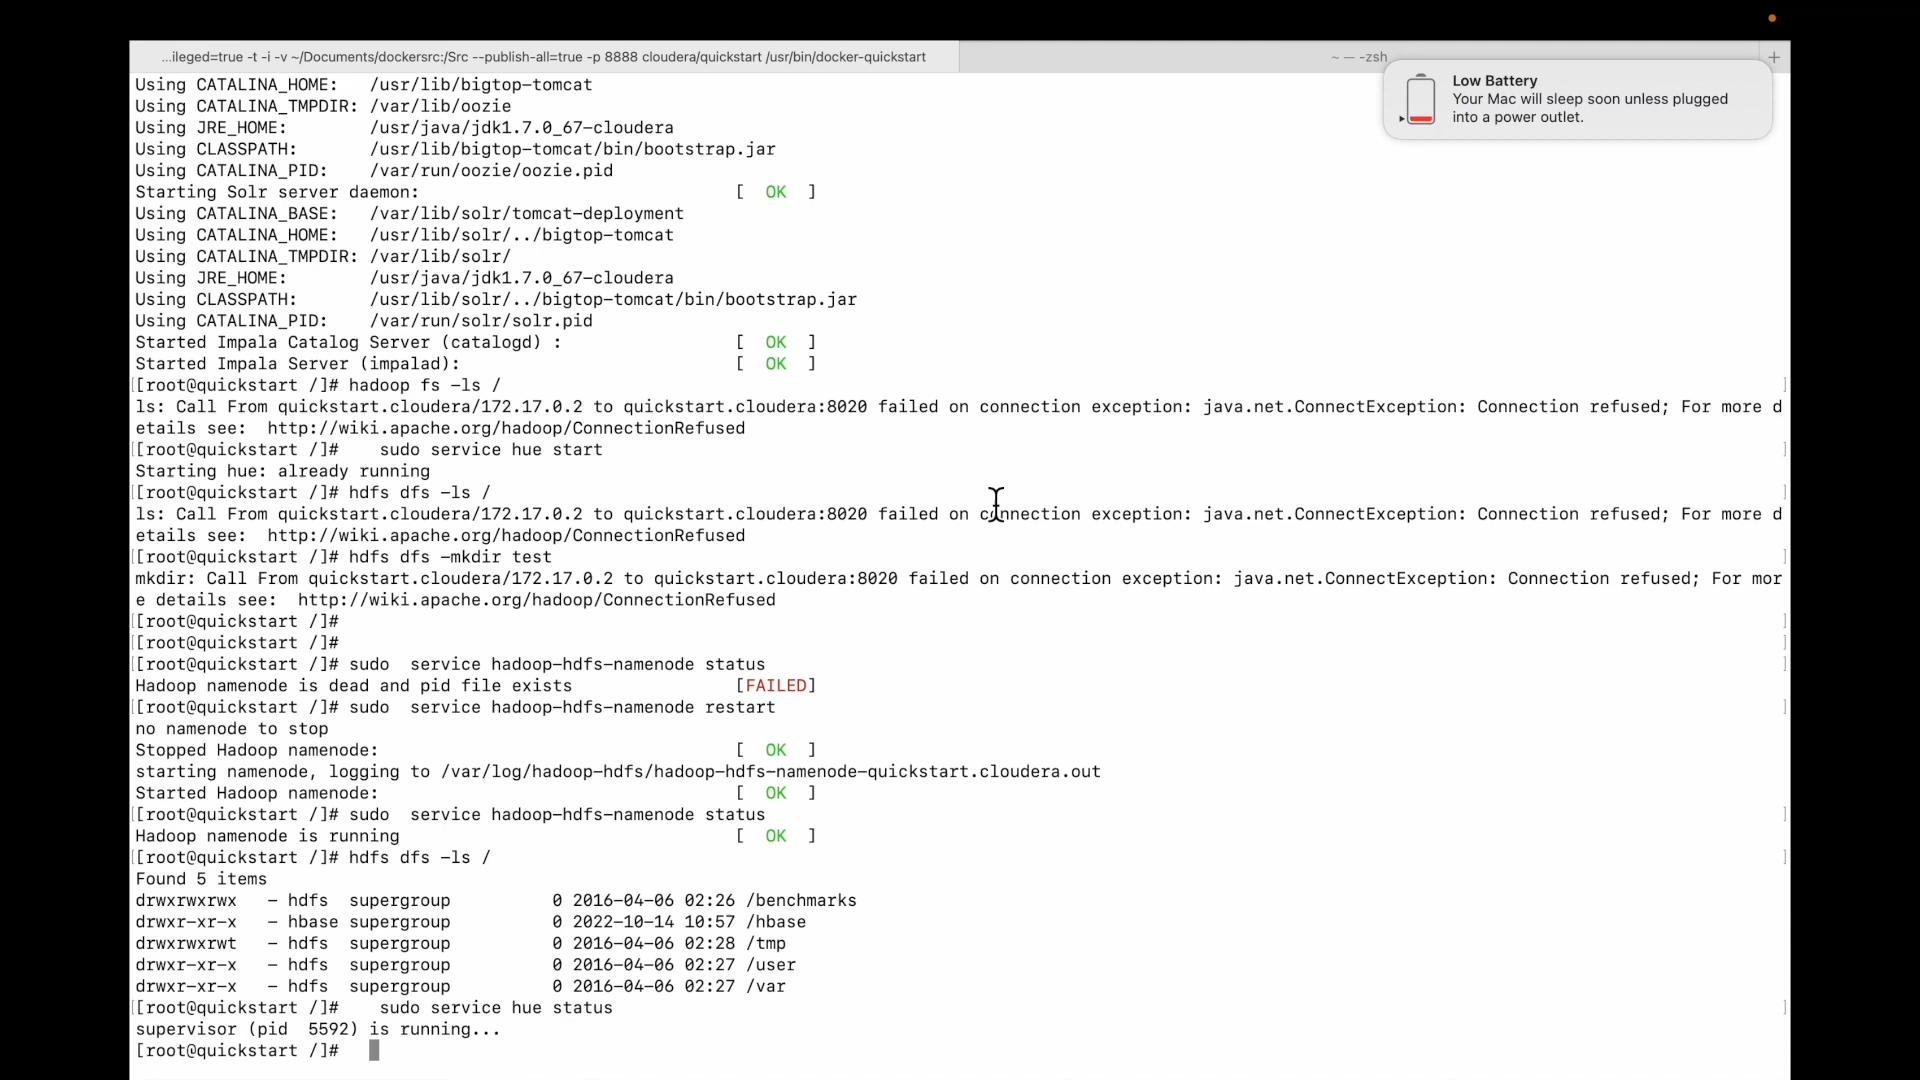 ...ileged=true -t -i -v ~/Documents/dockersrc:/Src --publish-all=true -p 8888 cloudera/quickstart /usr/bin/docker-quickstart
~ — -zsh
+
Low Battery
Your Mac will sleep soon unless plugged
into a power outlet.
Using CATALINA_HOME:   /usr/lib/bigtop-tomcat
Using CATALINA_TMPDIR: /var/lib/oozie
Using JRE_HOME:        /usr/java/jdk1.7.0_67-cloudera
Using CLASSPATH:       /usr/lib/bigtop-tomcat/bin/bootstrap.jar
Using CATALINA_PID:    /var/run/oozie/oozie.pid
Starting Solr server daemon:                               [  OK  ]
Using CATALINA_BASE:   /var/lib/solr/tomcat-deployment
Using CATALINA_HOME:   /usr/lib/solr/../bigtop-tomcat
Using CATALINA_TMPDIR: /var/lib/solr/
Using JRE_HOME:        /usr/java/jdk1.7.0_67-cloudera
Using CLASSPATH:       /usr/lib/solr/../bigtop-tomcat/bin/bootstrap.jar
Using CATALINA_PID:    /var/run/solr/solr.pid
Started Impala Catalog Server (catalogd) :                 [  OK  ]
Started Impala Server (impalad):                           [  OK  ]
[[root@quickstart /]# hadoop fs -ls / ]
ls: Call From quickstart.cloudera/172.17.0.2 to quickstart.cloudera:8020 failed on connection exception: java.net.ConnectException: Connection refused; For more d
etails see:  http://wiki.apache.org/hadoop/ConnectionRefused
[[root@quickstart /]#    sudo service hue start ]
Starting hue: already running
[[root@quickstart /]# hdfs dfs -ls / ]
ls: Call From quickstart.cloudera/172.17.0.2 to quickstart.cloudera:8020 failed on connection exception: java.net.ConnectException: Connection refused; For more d
etails see:  http://wiki.apache.org/hadoop/ConnectionRefused
[[root@quickstart /]# hdfs dfs -mkdir test ]
mkdir: Call From quickstart.cloudera/172.17.0.2 to quickstart.cloudera:8020 failed on connection exception: java.net.ConnectException: Connection refused; For mor
e details see:  http://wiki.apache.org/hadoop/ConnectionRefused
[[root@quickstart /]# ]
[[root@quickstart /]# ]
[[root@quickstart /]# sudo  service hadoop-hdfs-namenode status ]
Hadoop namenode is dead and pid file exists                [FAILED]
[[root@quickstart /]# sudo  service hadoop-hdfs-namenode restart ]
no namenode to stop
Stopped Hadoop namenode:                                   [  OK  ]
starting namenode, logging to /var/log/hadoop-hdfs/hadoop-hdfs-namenode-quickstart.cloudera.out
Started Hadoop namenode:                                   [  OK  ]
[[root@quickstart /]# sudo  service hadoop-hdfs-namenode status ]
Hadoop namenode is running                                 [  OK  ]
[[root@quickstart /]# hdfs dfs -ls / ]
Found 5 items
drwxrwxrwx   - hdfs  supergroup          0 2016-04-06 02:26 /benchmarks
drwxr-xr-x   - hbase supergroup          0 2022-10-14 10:57 /hbase
drwxrwxrwt   - hdfs  supergroup          0 2016-04-06 02:28 /tmp
drwxr-xr-x   - hdfs  supergroup          0 2016-04-06 02:27 /user
drwxr-xr-x   - hdfs  supergroup          0 2016-04-06 02:27 /var
[[root@quickstart /]#    sudo service hue status ]
supervisor (pid  5592) is running...
[root@quickstart /]#